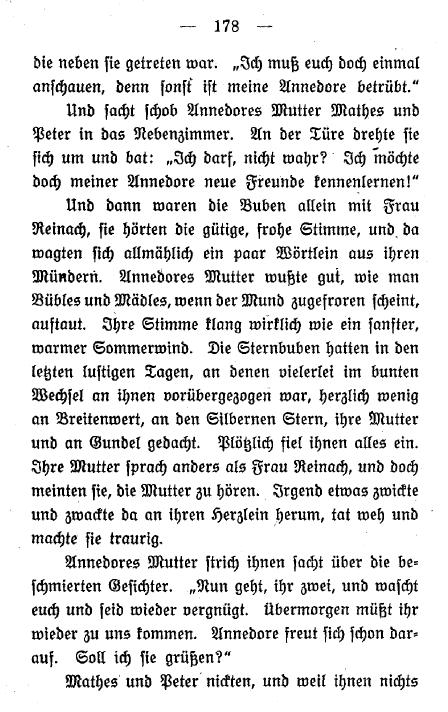 — 178 —
die neben sie getreten war. „Ich muß euch doch einmal
anschauen, denn sonst ist meine Annedore betrübt.“
Und sacht schob Annedores Mutter Mathes und
Peter in das Nebenzimmer. An der Türe drehte sie
sich um und bat: „Ich darf, nicht wahr? Ich möchte
doch meiner Annedore neue Freunde kennenlernen!“
Und dann waren die Buben allein mit Frau
Reinach, sie hörten die gütige, frohe Stimme, und da
wagten sich allmählich ein paar Wörtlein aus ihren
Mündern. Annedores Mutter wußte gut, wie man
Bübles und Mädles, wenn der Mund zugefroren scheint,
auftaut. Ihre Stimme klang wirklich wie ein sanfter,
warmer Sommerwind. Die Sternbuben hatten in den
letzten lustigen Tagen, an denen vielerlei im bunten
Wechsel an ihnen vorübergezogen war, herzlich wenig
an Breitenwert, an den Silbernen Stern, ihre Mutter
und an Gundel gedacht. Plötzlich fiel ihnen alles ein.
Ihre Mutter sprach anders als Frau Reinach, und doch
meinten sie, die Mutter zu hören. Irgend etwas zwickte
und zwackte da an ihren Herzlein herum, tat weh und
machte sie traurig.
Annedores Mutter strich ihnen sacht über die be-
schmierten Gesichter. „Nun geht, ihr zwei, und wascht
euch und seid wieder vergnügt. Übermorgen müßt ihr
wieder zu uns kommen. Annedore freut sich schon dar-
auf. Soll ich sie grüßen?“
Mathes und Peter nickten, und weil ihnen nichts